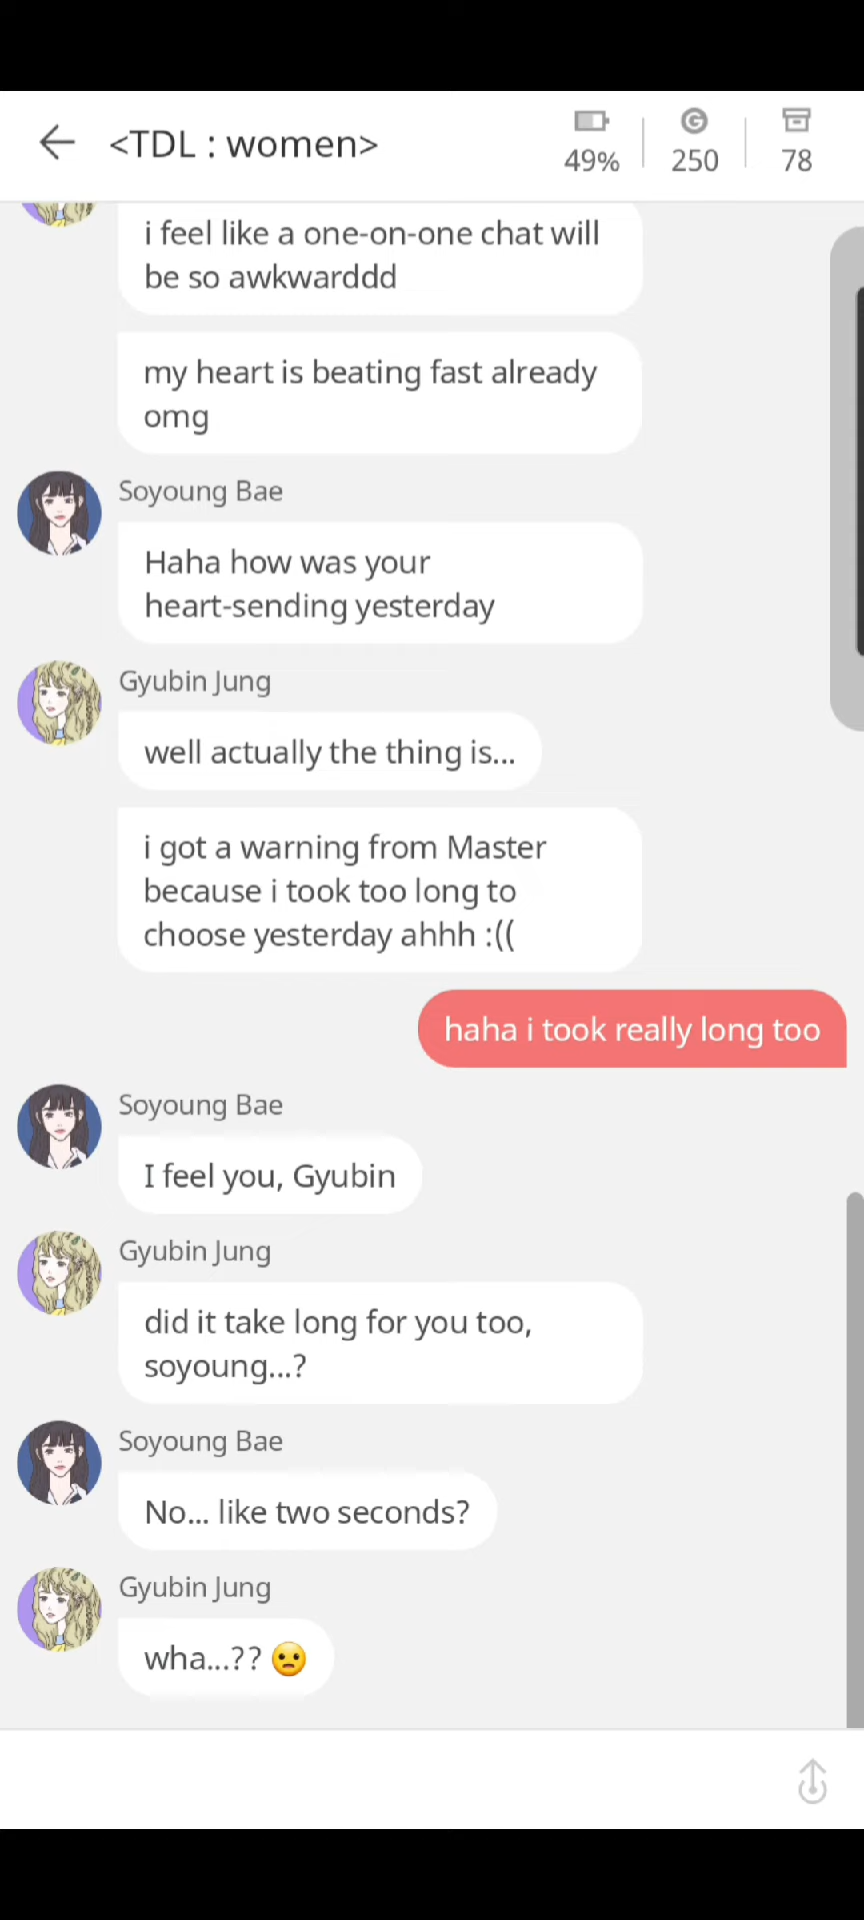 <TDL : women>
49%
250
78
i feel like a one-on-one chat will
be so awkwarddd
my heart is beating fast already
omg
Soyoung Bae
Haha how was your
heart-sending yesterday
Gyubin Jung
well actually the thing is...
i got a warning from Master
because i took too long to
choose yesterday ahhh :((
haha i took really long too
Soyoung Bae
I feel you, Gyubin
Gyubin Jung
did it take long for you too,
soyoung...?
Soyoung Bae
No... like two seconds?
Gyubin Jung
wha...?? 🙁